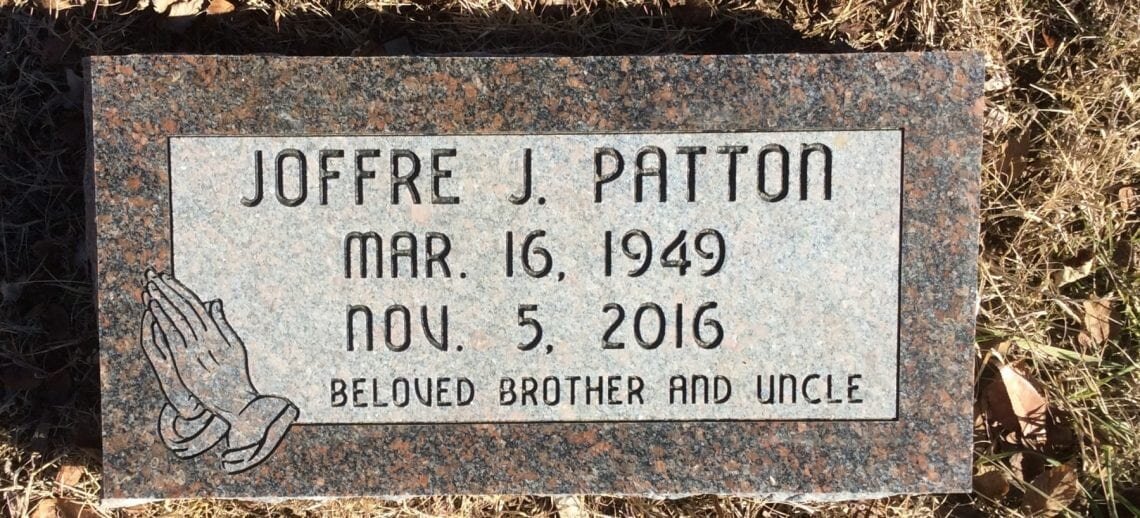 JOFFRE J. PATTON
MAR. 16, 1949
NOV. 5, 2016
BELOVED BROTHER AND UNCLE